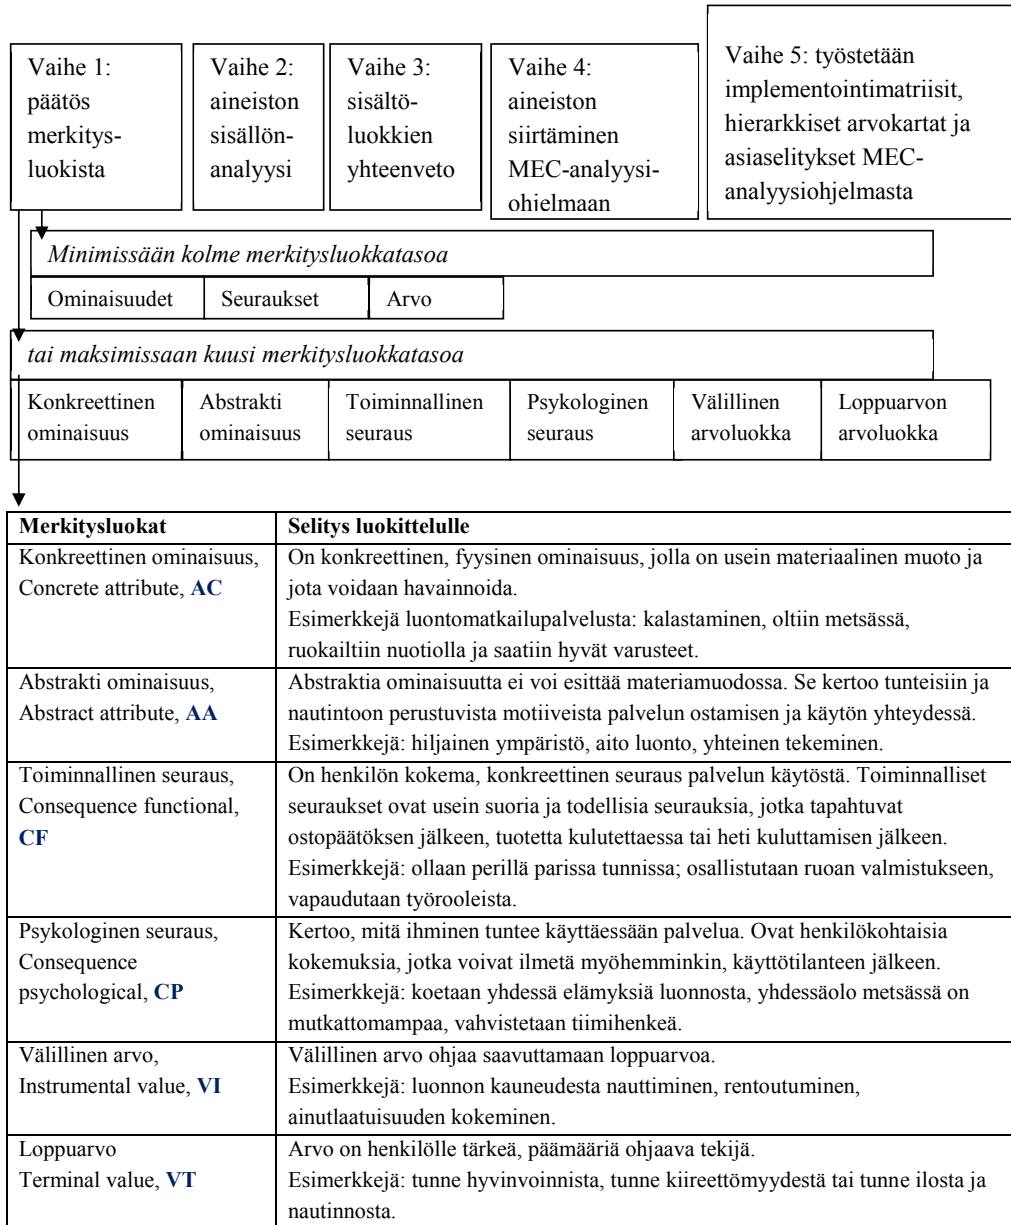 Vaihe 1:
päätös
merkitys-
luokista
Vaihe 2:
aineiston
sisällön-
analyysi
Vaihe 3:
sisältö-
luokkien
yhteenveto
Vaihe 4:
aineiston
siirtäminen
MEC-analyysi-
ohjelmaan
Vaihe 5: työstetään
implementointimatriisit,
hierarkkiset arvokartat ja
asiaselitykset MEC-
analyysiohjelmasta
Minimissään kolme merkitysluokkatasoa
Ominaisuudet
Seuraukset
Arvo
tai maksimissaan kuusi merkitysluokkatasoa
Konkreettinen
ominaisuus
Abstrakti
ominaisuus
Toiminnallinen
seuraus
Psykologinen
seuraus
Välillinen
arvoluokka
Loppuarvon
arvoluokka
Merkitysluokat
Selitys luokittelulle
Konkreettinen ominaisuus,
Concrete attribute, AC
On konkreettinen, fyysinen ominaisuus, jolla on usein materiaalinen muoto ja
jota voidaan havainnoida.
Esimerkkejä luontomatkailupalvelusta: kalastaminen, oltiin metsässä,
ruokailtiin nuotiolla ja saatiin hyvät varusteet.
Abstrakti ominaisuus,
Abstract attribute, AA
Abstraktia ominaisuutta ei voi esittää materiamuodossa. Se kertoo tunteisiin ja
nautintoon perustuvista motiiveista palvelun ostamisen ja käytön yhteydessä.
Esimerkkejä: hiljainen ympäristö, aito luonto, yhteinen tekeminen.
Toiminnallinen seuraus,
Consequence functional,
CF
On henkilön kokema, konkreettinen seuraus palvelun käytöstä. Toiminnalliset
seuraukset ovat usein suoria ja todellisia seurauksia, jotka tapahtuvat
ostopäätöksen jälkeen, tuotetta kulutettaessa tai heti kuluttamisen jälkeen.
Esimerkkejä: ollaan perillä parissa tunnissa; osallistutaan ruoan valmistukseen,
vapaudutaan työrooleista.
Psykologinen seuraus,
Consequence
psychological, CP
Kertoo, mitä ihminen tuntee käyttäessään palvelua. Ovat henkilökohtaisia
kokemuksia, jotka voivat ilmetä myöhemminkin, käyttötilanteen jälkeen.
Esimerkkejä: koetaan yhdessä elämyksiä luonnosta, yhdessäolo metsässä on
mutkattomampaa, vahvistetaan tiimihenkeä.
Välillinen arvo,
Instrumental value, VI
Välillinen arvo ohjaa saavuttamaan loppuarvoa.
Esimerkkejä: luonnon kauneudesta nauttiminen, rentoutuminen,
ainutlaatuisuuden kokeminen.
Loppuarvo
Terminal value, VT
Arvo on henkilölle tärkeä, päämääriä ohjaava tekijä.
Esimerkkejä: tunne hyvinvoinnista, tunne kiireettömyydestä tai tunne ilosta ja
nautinnosta.